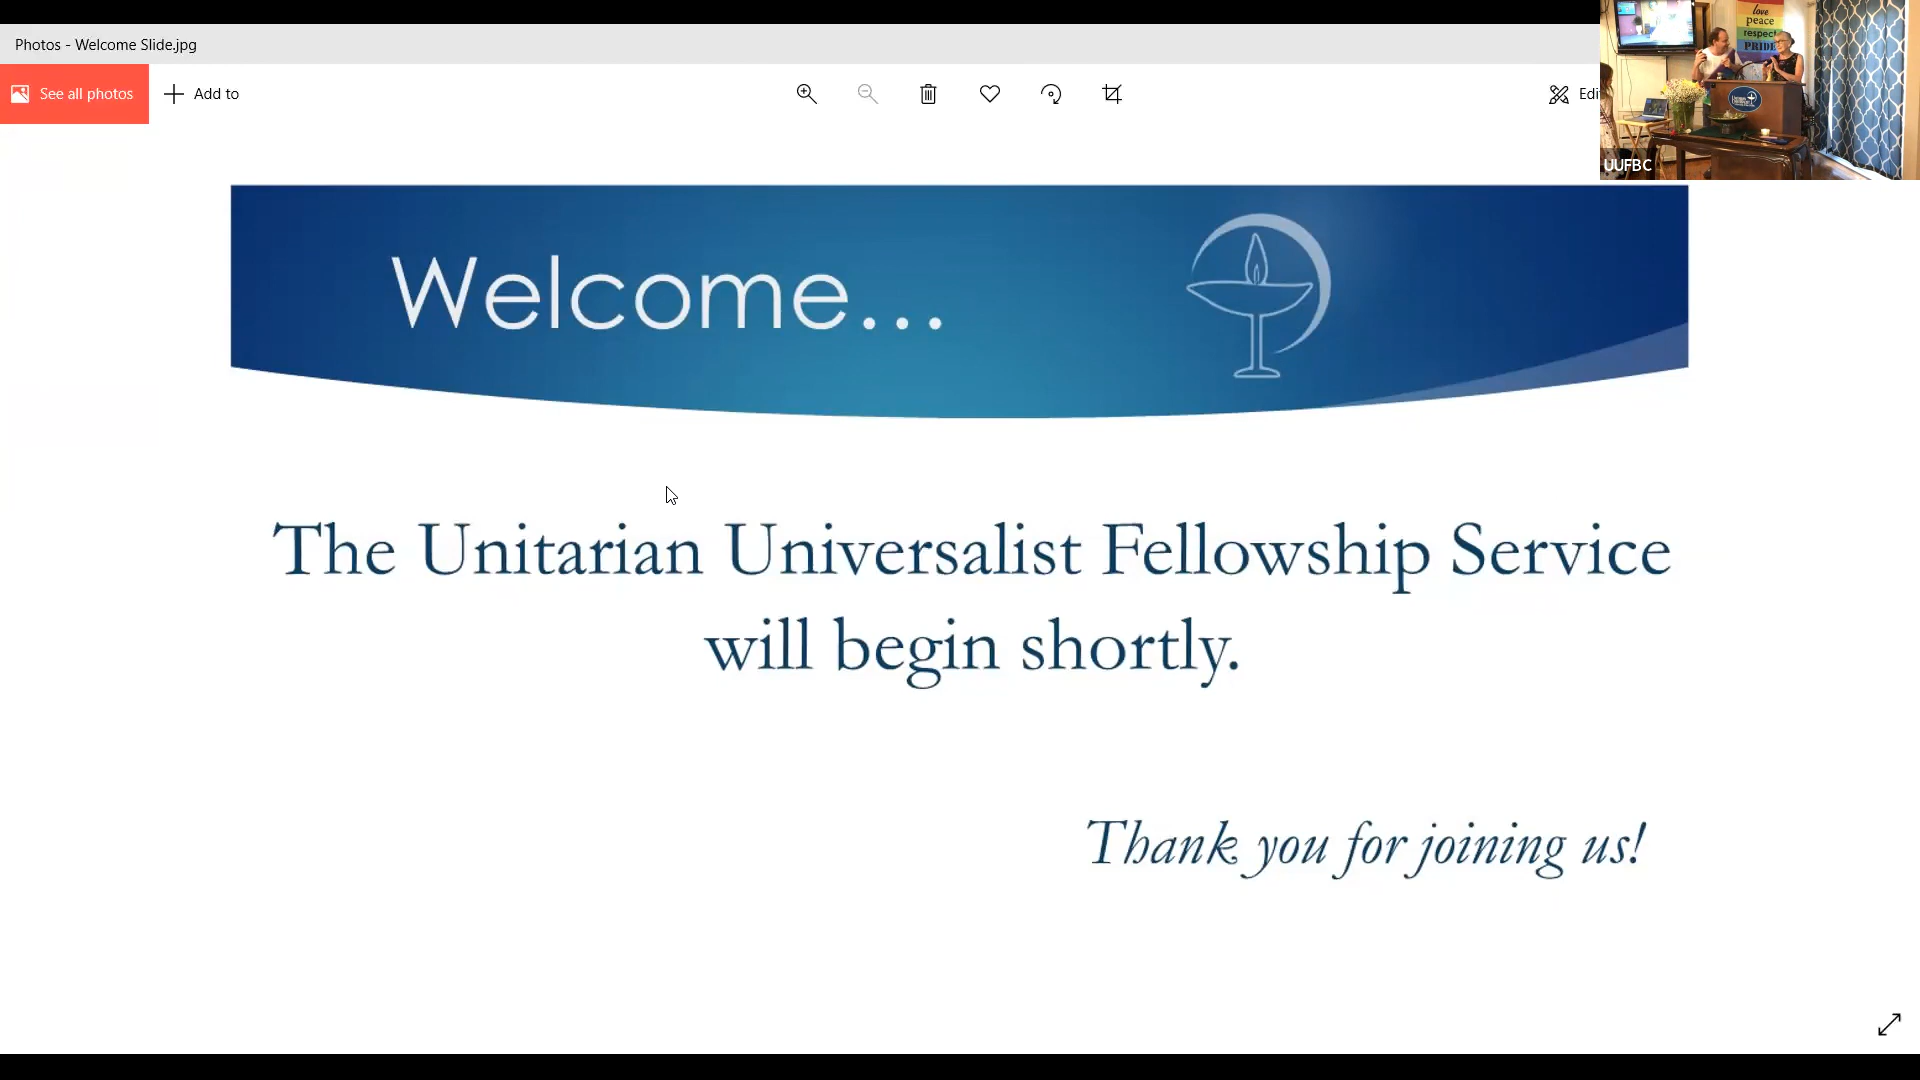 Photos - Welcome Slide.jpg
See all photos
Add to
Edi
love
peace
respect
PRIDE
UUFBC
Welcome...
The Unitarian Universalist Fellowship Service
will begin shortly.
Thank you for joining us!